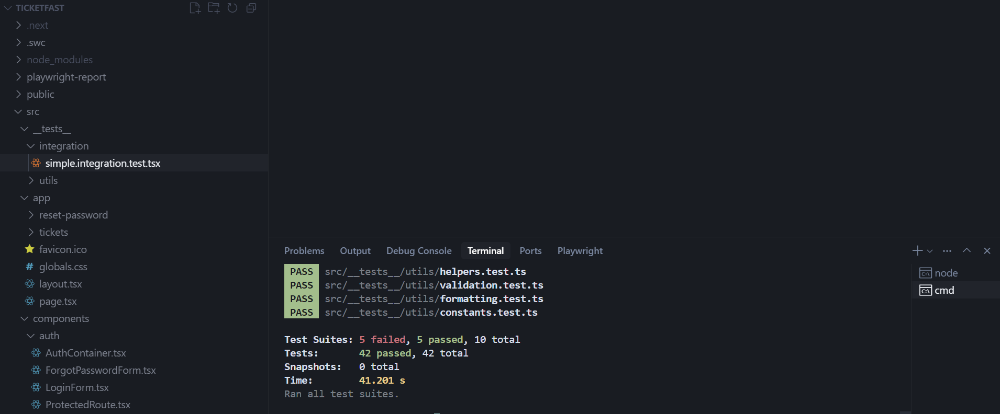 TICKETFAST
.next
.swc
node_modules
playwright-report
public
src
__tests__
integration
simple.integration.test.tsx
utils
app
reset-password
tickets
favicon.ico
# globals.css
layout.tsx
page.tsx
components
auth
AuthContainer.tsx
ForgotPasswordForm.tsx
LoginForm.tsx
ProtectedRoute.tsx
Problems Output Debug Console Terminal Ports Playwright
PASS src/__tests__/utils/helpers.test.ts
PASS src/__tests__/utils/validation.test.ts
PASS src/__tests__/utils/formatting.test.ts
PASS src/__tests__/utils/constants.test.ts
Test Suites: 5 failed, 5 passed, 10 total
Tests: 42 passed, 42 total
Snapshots: 0 total
Time: 41.201 s
Ran all test suites.
node
cmd